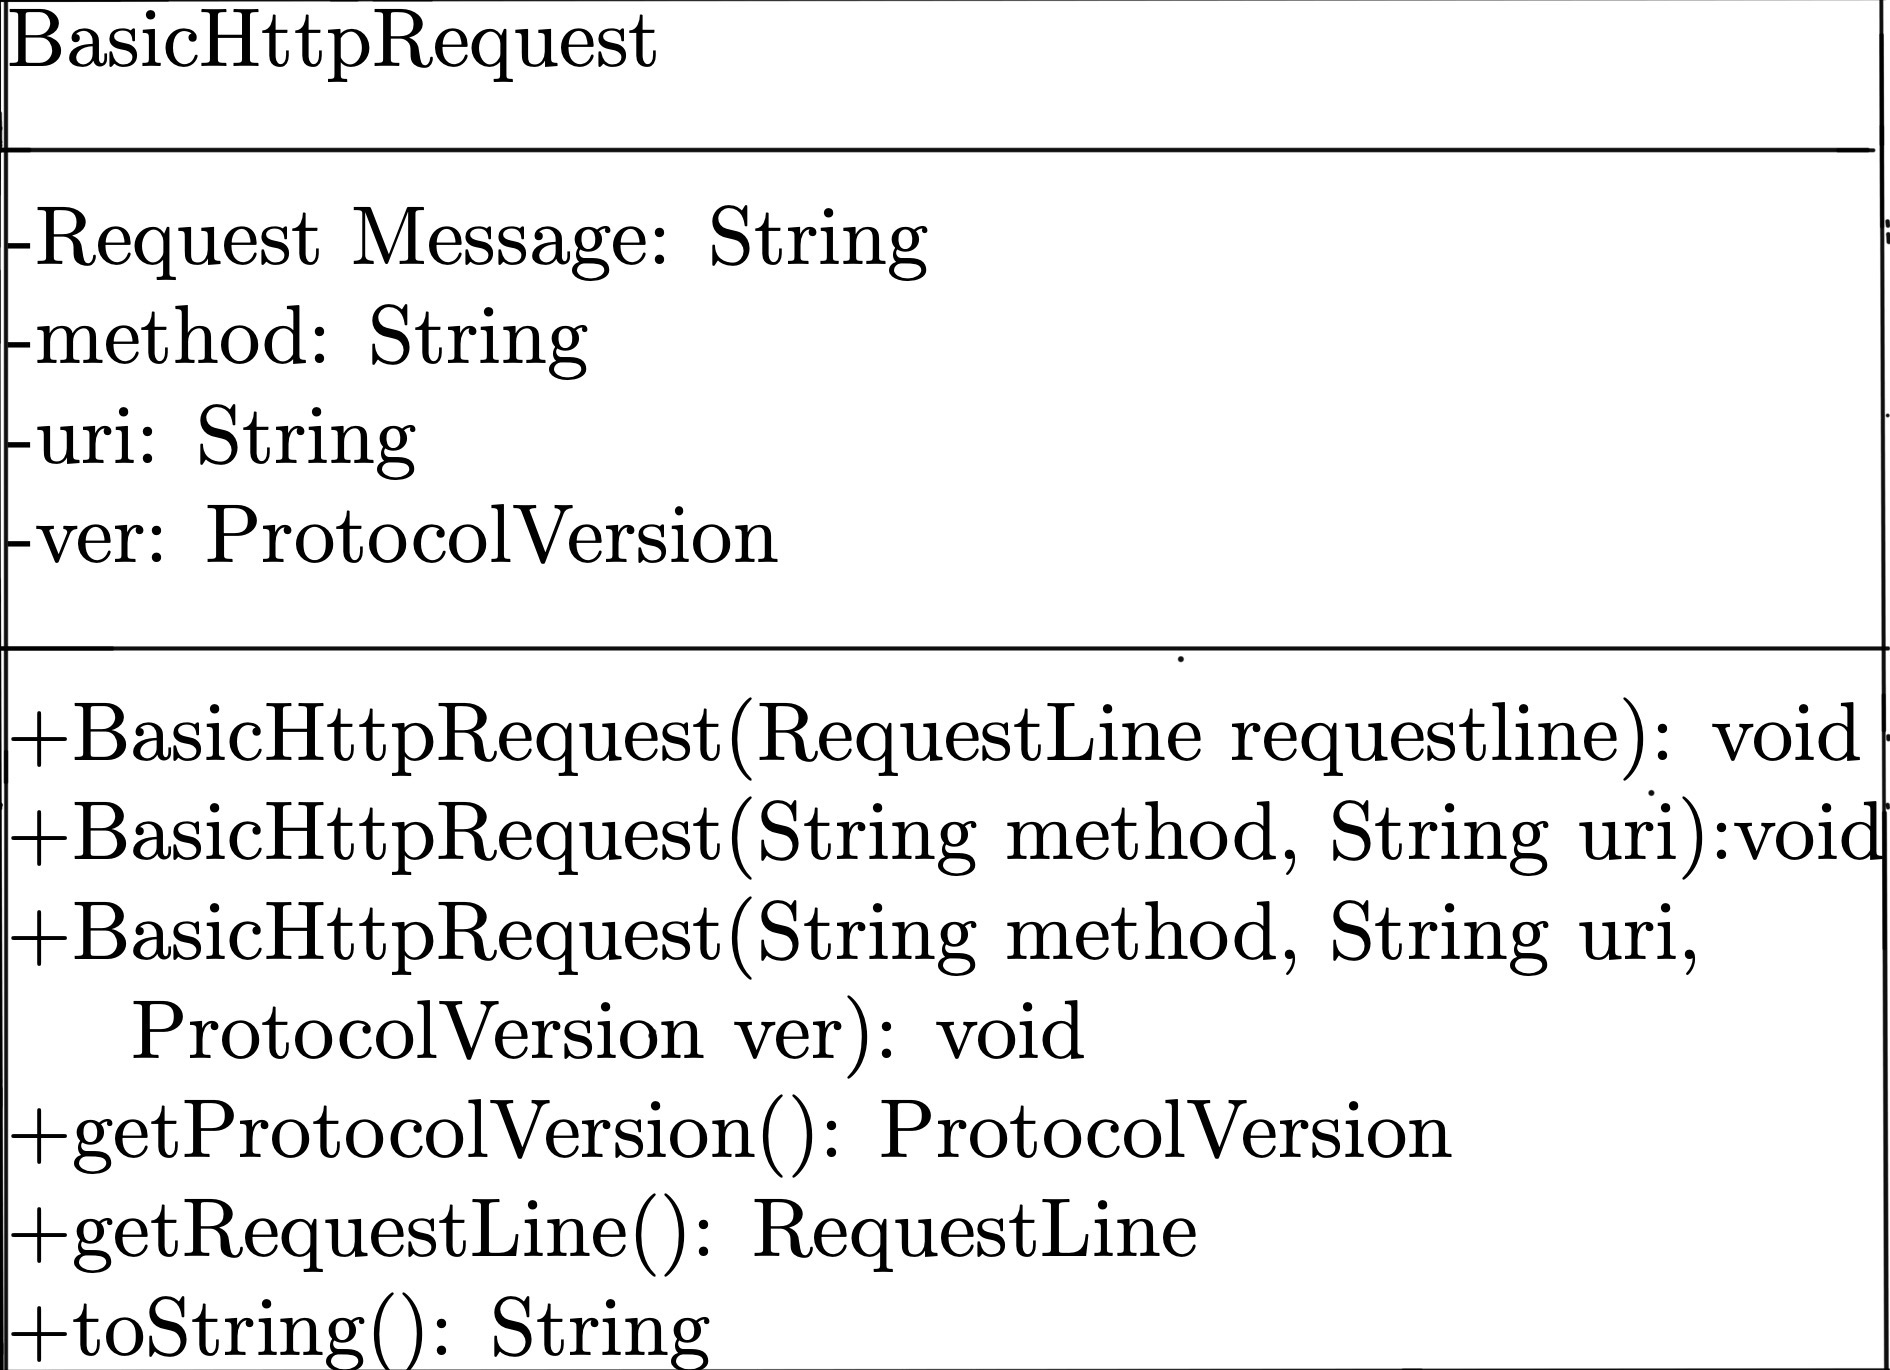 BasicHttpRequest
-Request Message: String
-method: String
-uri: String
-ver: ProtocolVersion
+BasicHttpRequest(RequestLine requestline): void
+BasicHttpRequest(String method, String uri):void
+BasicHttpRequest(String method, String uri,
ProtocolVersion ver): void
+getProtocolVersion(): ProtocolVersion
+getRequestLine(): RequestLine
+toString(): String